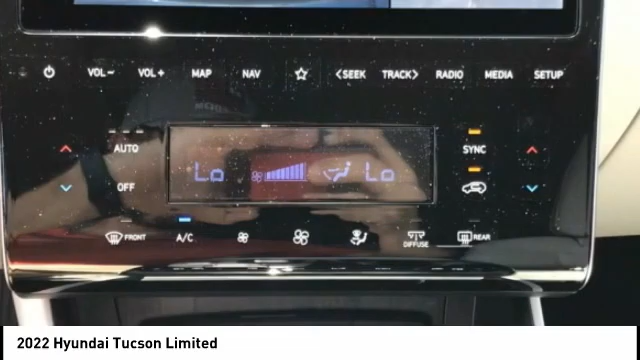 VOL− VOL+ MAP NAV <SEEK TRACK> RADIO MEDIA SETUP
AUTO SYNC
Lo Lo
OFF
FRONT A/C DIFFUSE REAR
2022 Hyundai Tucson Limited